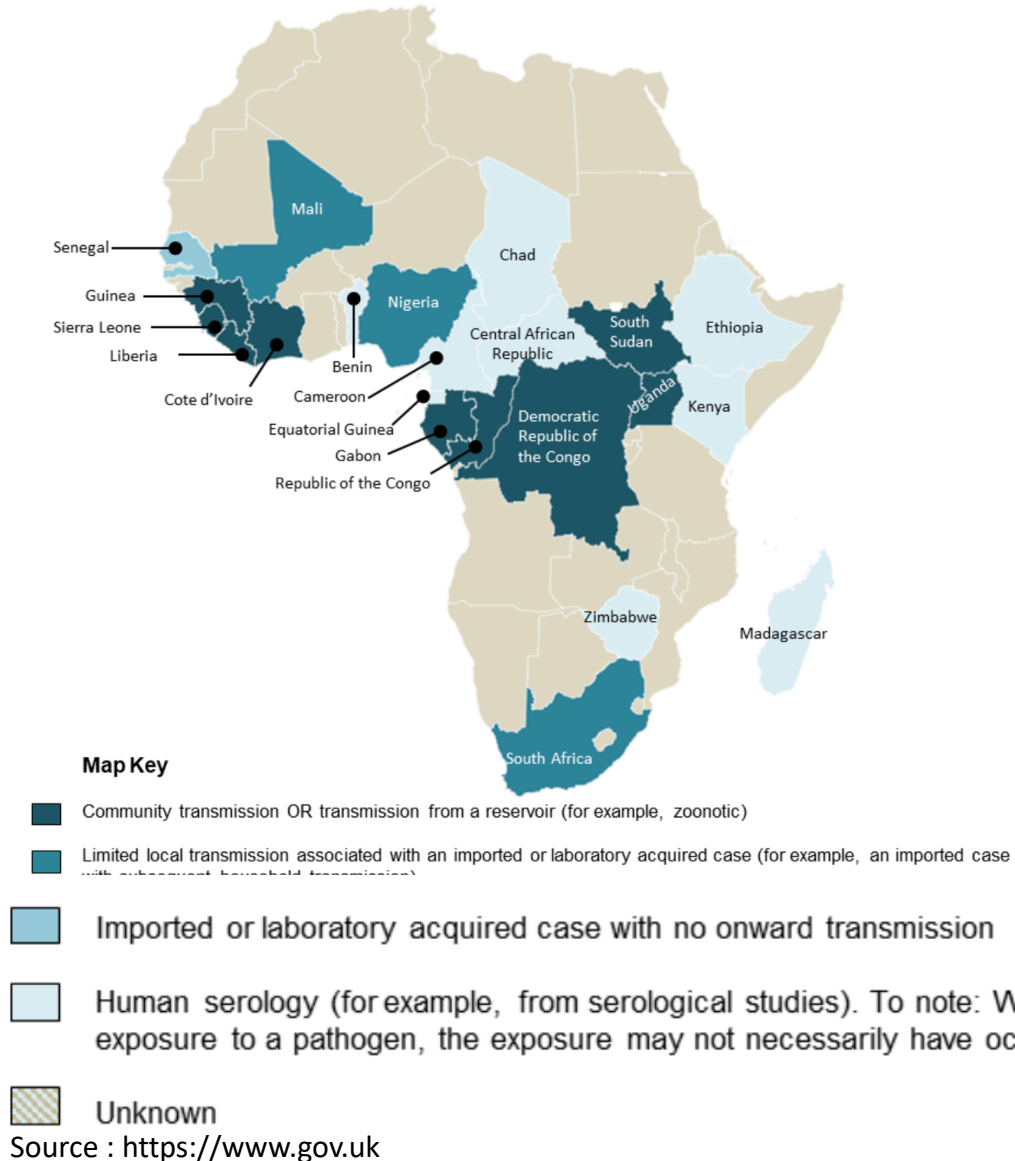 Mali
Senegal
Chad
Guinea
Nigeria
Sierra Leone
South
Sudan
Ethiopia
Central African
Republic
Liberia
Benin
Cote d’Ivoire
Cameroon
Uganda
Kenya
Equatorial Guinea
Democratic
Republic of
the Congo
Gabon
Republic of the Congo
Zimbabwe
Madagascar
South Africa
Map Key
Community transmission OR transmission from a reservoir (for example, zoonotic)
Limited local transmission associated with an imported or laboratory acquired case (for example, an imported case
with subsequent household transmission)
Imported or laboratory acquired case with no onward transmission
Human serology (for example, from serological studies). To note: W
exposure to a pathogen, the exposure may not necessarily have oc
Unknown
Source : https://www.gov.uk